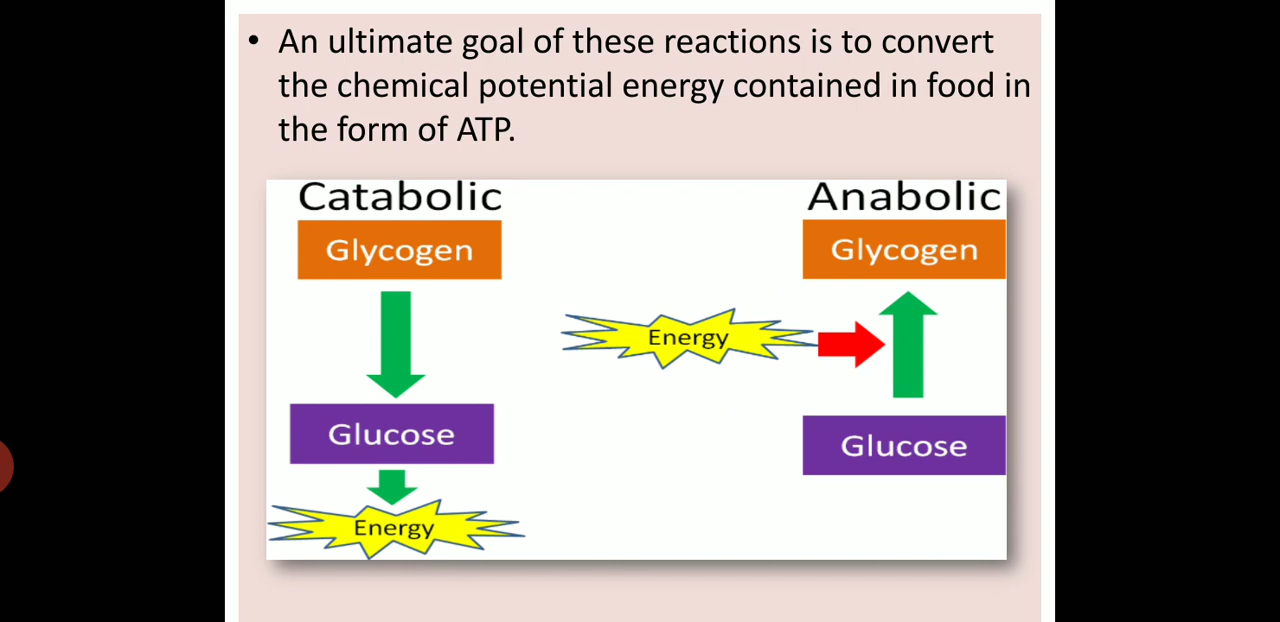 • An ultimate goal of these reactions is to convert
the chemical potential energy contained in food in
the form of ATP.
Catabolic
Glycogen
Glucose
Energy
Energy
Anabolic
Glycogen
Glucose